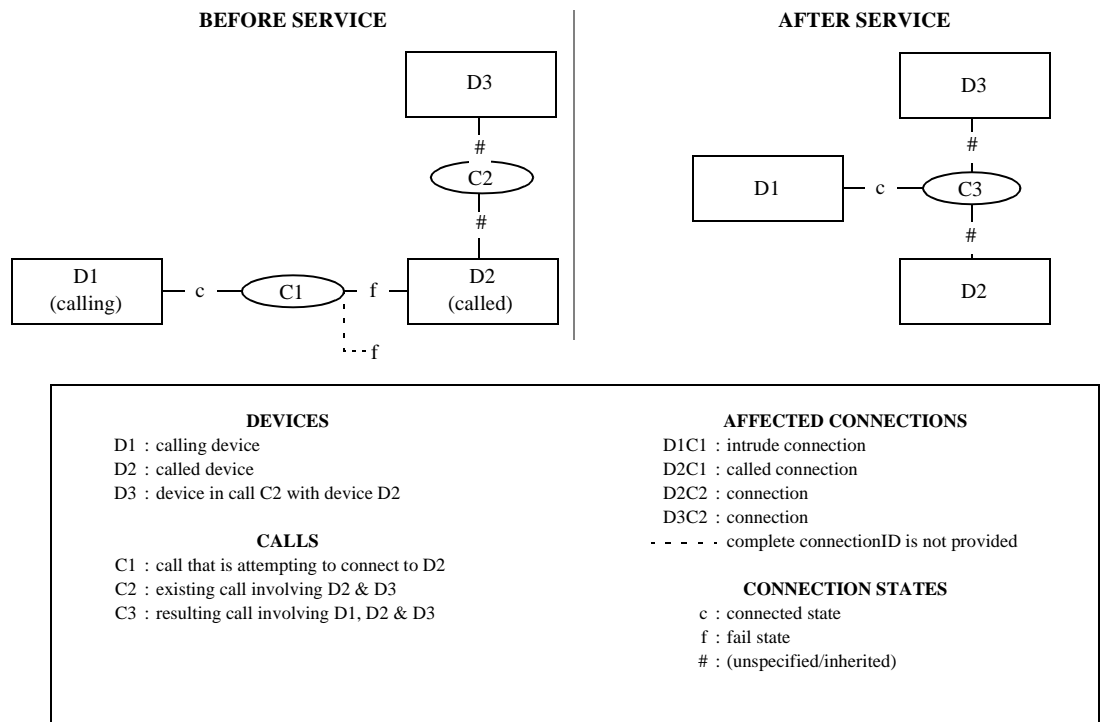 BEFORE SERVICE
D3
#
C2
#
D1
(calling)
c
C1
f
D2
(called)
f
AFTER SERVICE
D3
#
D1
c
C3
#
D2
DEVICES
D1 : calling device
D2 : called device
D3 : device in call C2 with device D2
CALLS
C1 : call that is attempting to connect to D2
C2 : existing call involving D2 & D3
C3 : resulting call involving D1, D2 & D3
AFFECTED CONNECTIONS
D1C1 : intrude connection
D2C1 : called connection
D2C2 : connection
D3C2 : connection
- - - - - - complete connectionID is not provided
CONNECTION STATES
c : connected state
f : fail state
# : (unspecified/inherited)